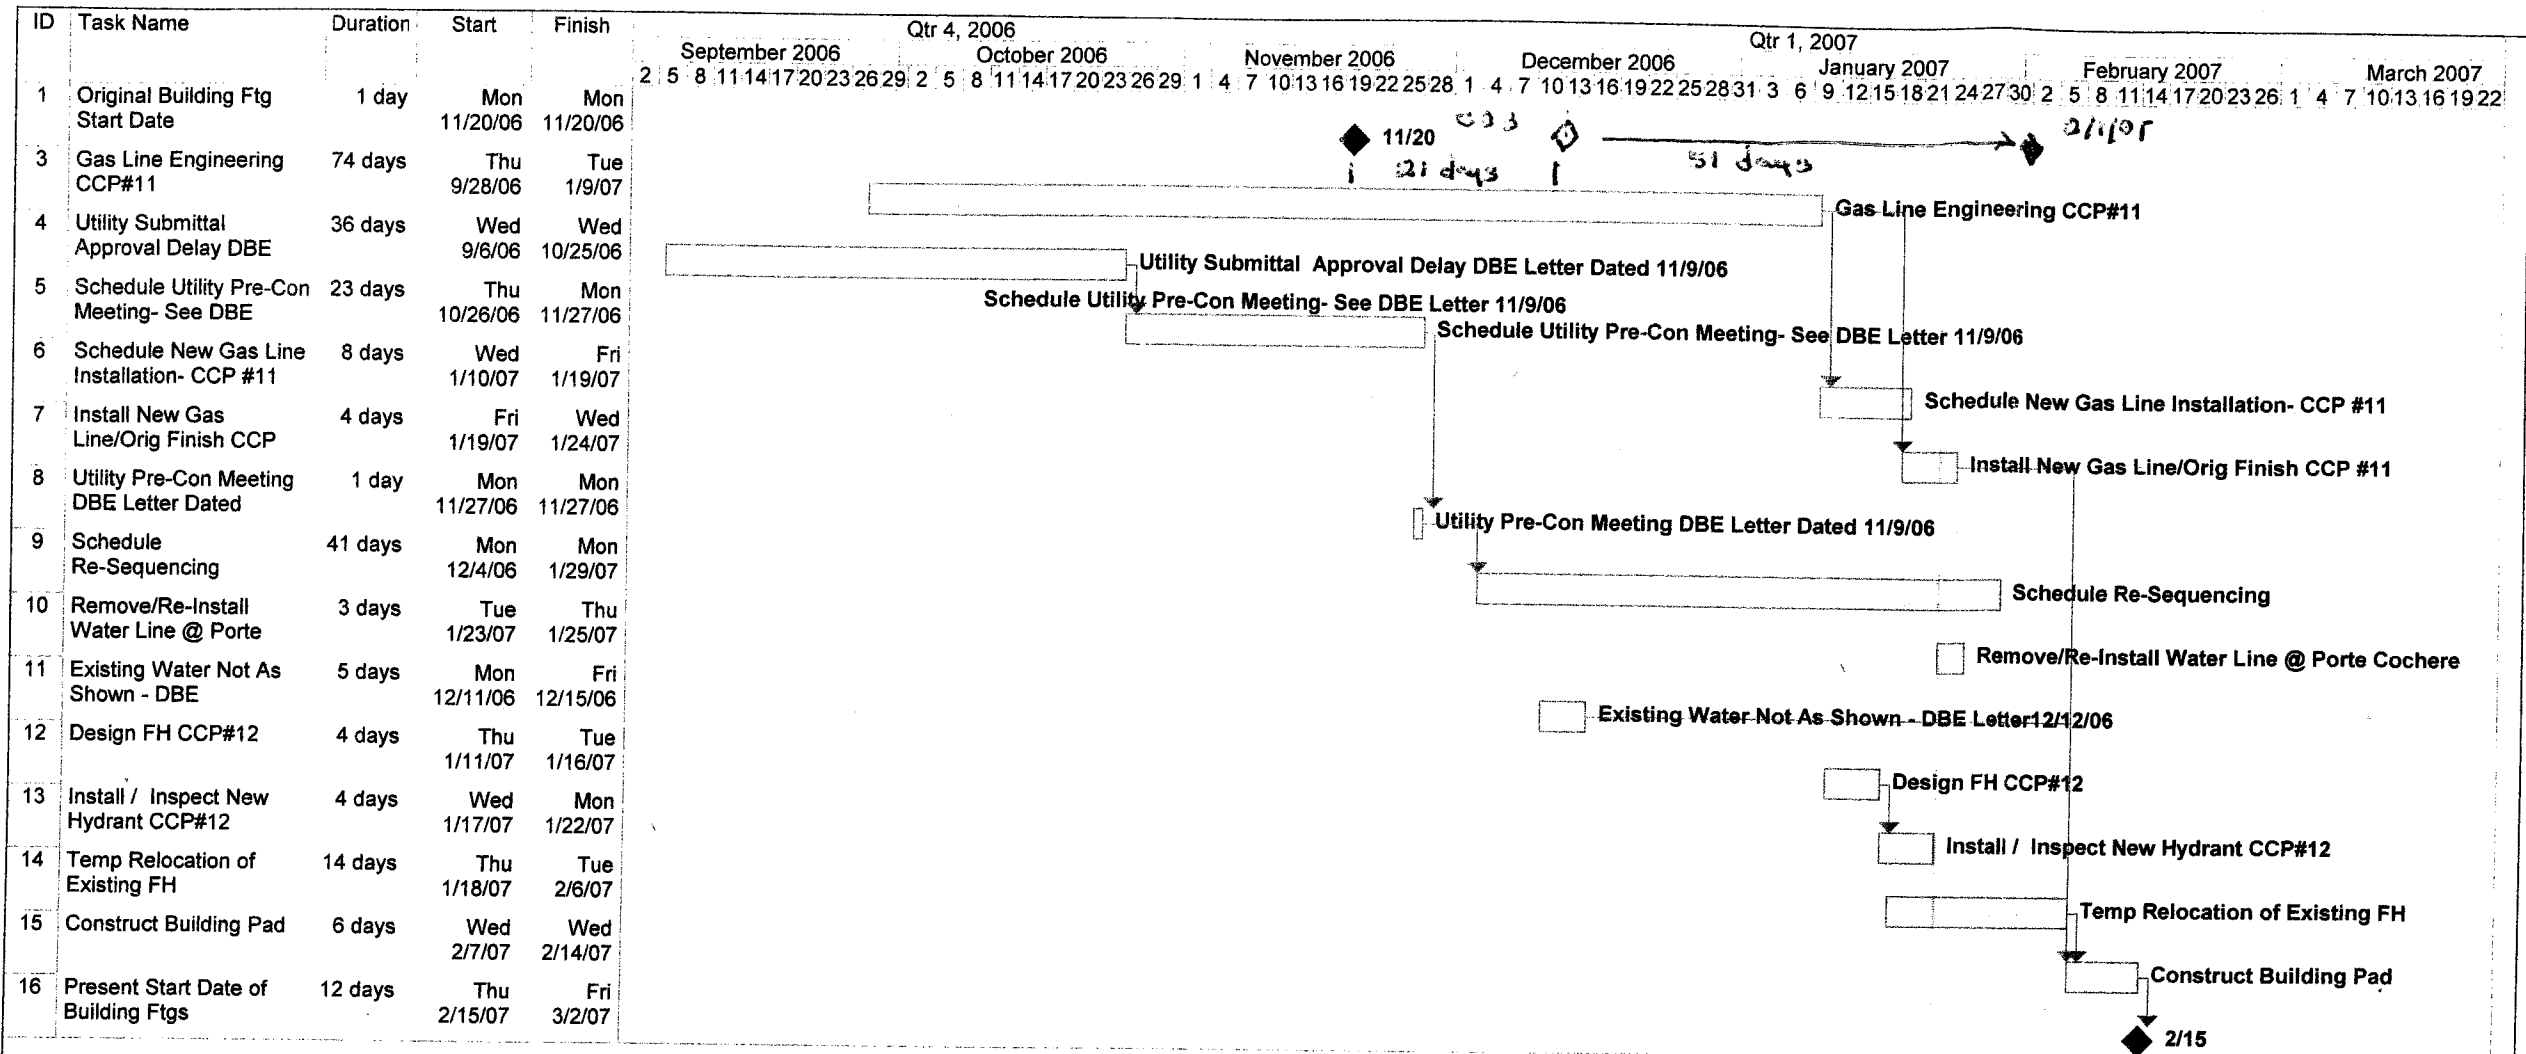 ID Task Name Duration Start Finish
Qtr 4, 2006 Qtr 1, 2007
September 2006 October 2006 November 2006 December 2006 January 2007 February 2007 March 2007
2 5 8 11 14 17 20 23 26 29 2 5 8 11 14 17 20 23 26 29 1 4 7 10 13 16 19 22 25 28 1 4 7 10 13 16 19 22 25 28 31 3 6 9 12 15 18 21 24 27 30 2 5 8 11 14 17 20 23 26 1 4 7 10 13 16 19 22
1 Original Building Ftg 1 day Mon Mon
Start Date 11/20/06 11/20/06
11/20
21 days 51 days
3 Gas Line Engineering 74 days Thu Tue
CCP#11 9/28/06 1/9/07
Gas Line Engineering CCP#11
4 Utility Submittal 36 days Wed Wed
Approval Delay DBE 9/6/06 10/25/06
Utility Submittal Approval Delay DBE Letter Dated 11/9/06
5 Schedule Utility Pre-Con 23 days Thu Mon
Meeting- See DBE 10/26/06 11/27/06
Schedule Utility Pre-Con Meeting- See DBE Letter 11/9/06
Schedule Utility Pre-Con Meeting- See DBE Letter 11/9/06
6 Schedule New Gas Line 8 days Wed Fri
Installation- CCP #11 1/10/07 1/19/07
Schedule New Gas Line Installation- CCP #11
7 Install New Gas 4 days Fri Wed
Line/Orig Finish CCP 1/19/07 1/24/07
Install New Gas Line/Orig Finish CCP #11
8 Utility Pre-Con Meeting 1 day Mon Mon
DBE Letter Dated 11/27/06 11/27/06
Utility Pre-Con Meeting DBE Letter Dated 11/9/06
9 Schedule 41 days Mon Mon
Re-Sequencing 12/4/06 1/29/07
Schedule Re-Sequencing
10 Remove/Re-Install 3 days Tue Thu
Water Line @ Porte 1/23/07 1/25/07
Remove/Re-Install Water Line @ Porte Cochere
11 Existing Water Not As 5 days Mon Fri
Shown - DBE 12/11/06 12/15/06
Existing Water Not As Shown - DBE Letter12/12/06
12 Design FH CCP#12 4 days Thu Tue
1/11/07 1/16/07
Design FH CCP#12
13 Install / Inspect New 4 days Wed Mon
Hydrant CCP#12 1/17/07 1/22/07
Install / Inspect New Hydrant CCP#12
14 Temp Relocation of 14 days Thu Tue
Existing FH 1/18/07 2/6/07
Temp Relocation of Existing FH
15 Construct Building Pad 6 days Wed Wed
2/7/07 2/14/07
Construct Building Pad
16 Present Start Date of 12 days Thu Fri
Building Ftgs 2/15/07 3/2/07
2/15